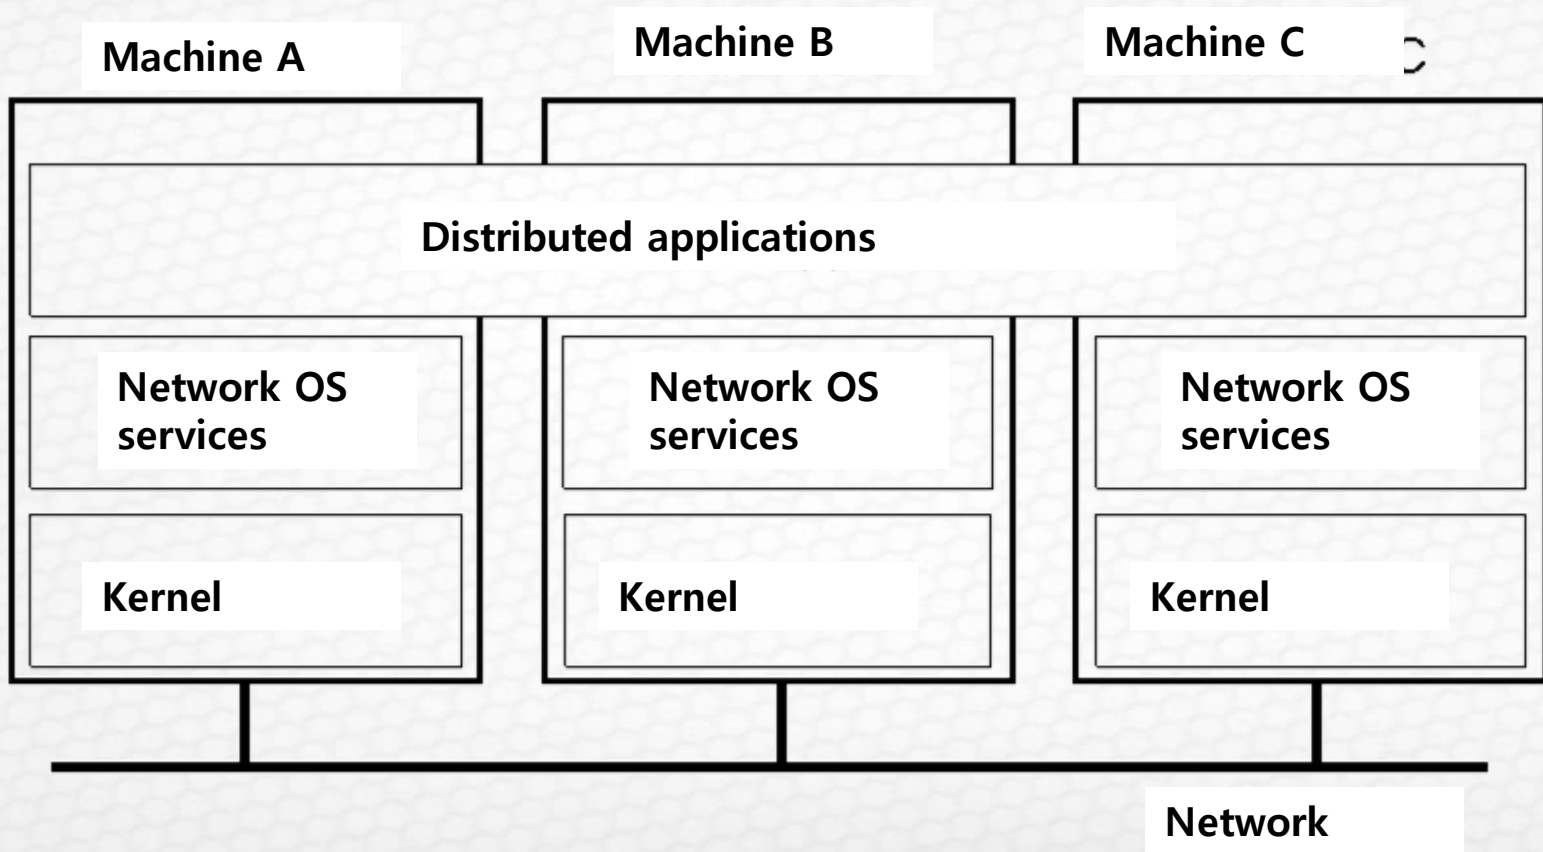 Machine A
Machine B
Machine C
C
Distributed applications
Network OS
services
Network OS
services
Network OS
services
Kernel
Kernel
Kernel
Network